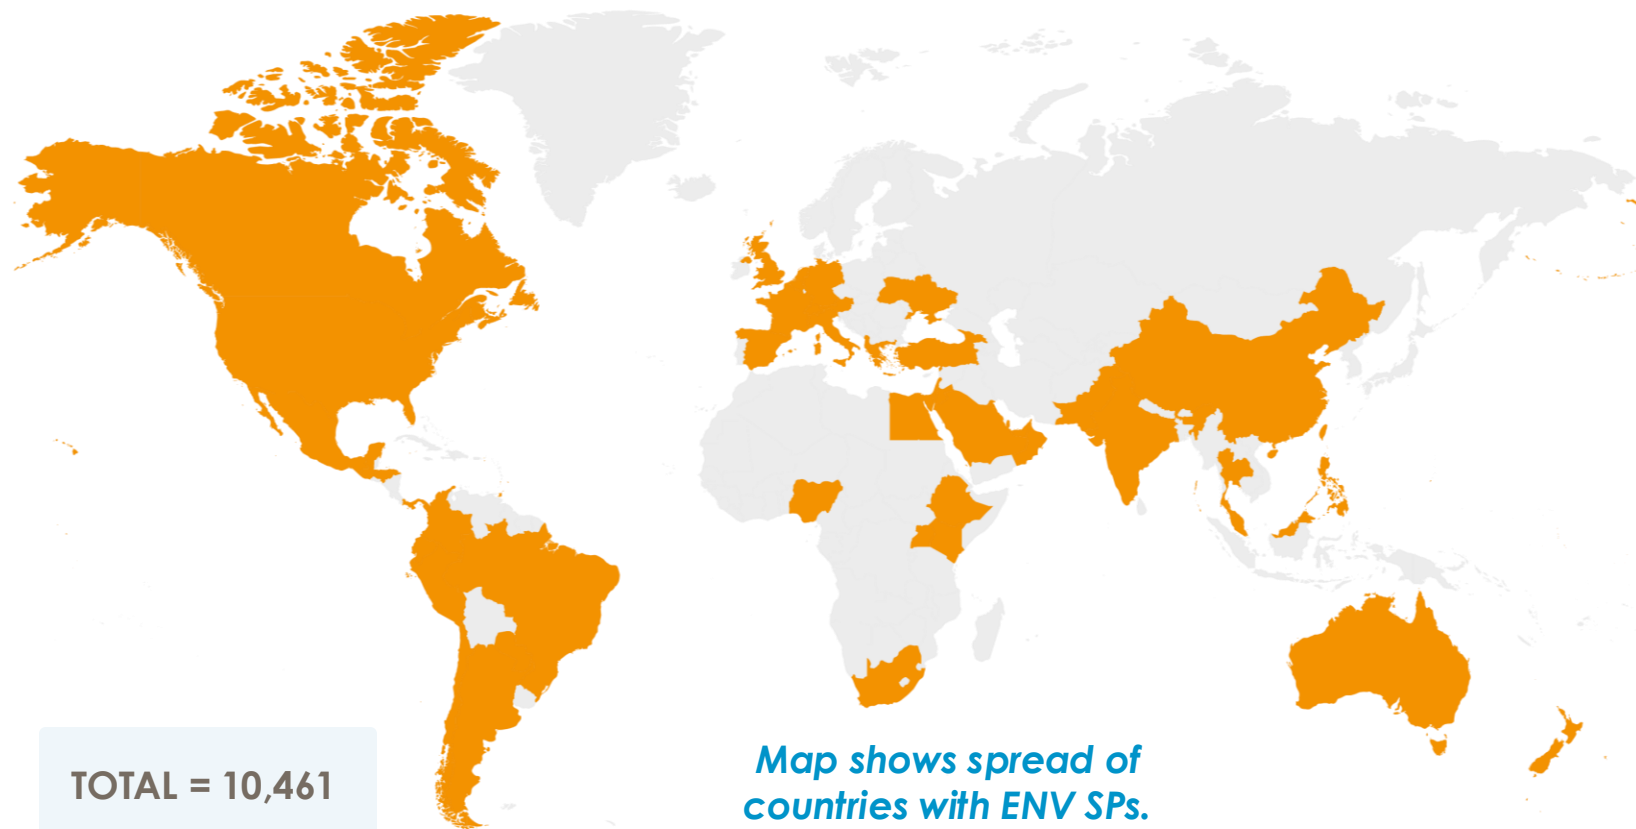 TOTAL = 10,461
Map shows spread of
countries with ENV SPs.